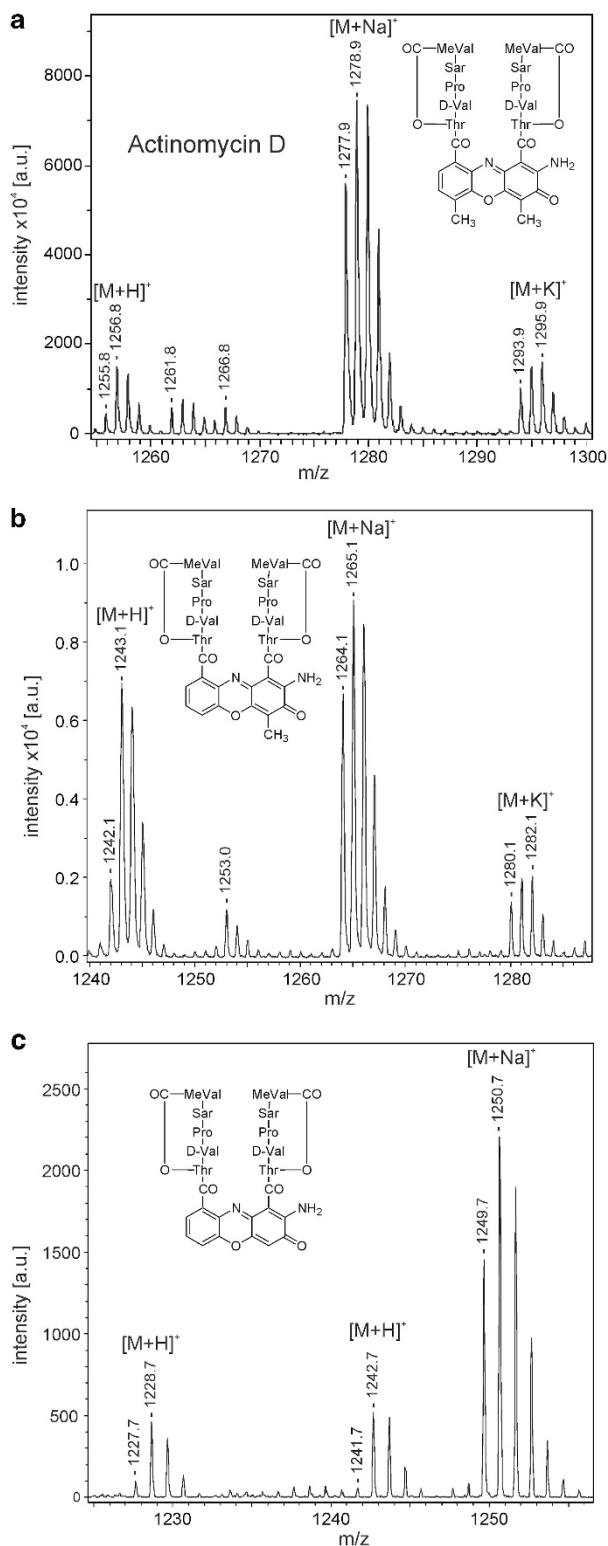 a
[M+Na]⁺
1277.9
1278.9
OC MeVal MeVal CO
Sar Sar
Pro Pro
D-Val D-Val
O Thr Thr O
CO CO
N NH₂
O O
CH₃ CH₃
Actinomycin D
[M+H]⁺
1255.8
1256.8
1261.8
1266.8
[M+K]⁺
1293.9
1295.9
intensity x10⁴ [a.u.]
8000
6000
4000
2000
0
1260 1270 1280 1290 1300
m/z
b
[M+Na]⁺
1264.1
1265.1
OC MeVal MeVal CO
Sar Sar
Pro Pro
D-Val D-Val
O Thr Thr O
CO CO
N NH₂
O O
CH₃
[M+H]⁺
1242.1
1243.1
1253.0
[M+K]⁺
1280.1
1282.1
intensity x10⁴ [a.u.]
1.0
0.8
0.6
0.4
0.2
0.0
1240 1250 1260 1270 1280
m/z
c
[M+Na]⁺
1249.7
1250.7
OC MeVal MeVal CO
Sar Sar
Pro Pro
D-Val D-Val
O Thr Thr O
CO CO
N NH₂
O O
[M+H]⁺
1227.7
1228.7
[M+H]⁺
1241.7
1242.7
intensity [a.u.]
2500
2000
1500
1000
500
0
1230 1240 1250
m/z